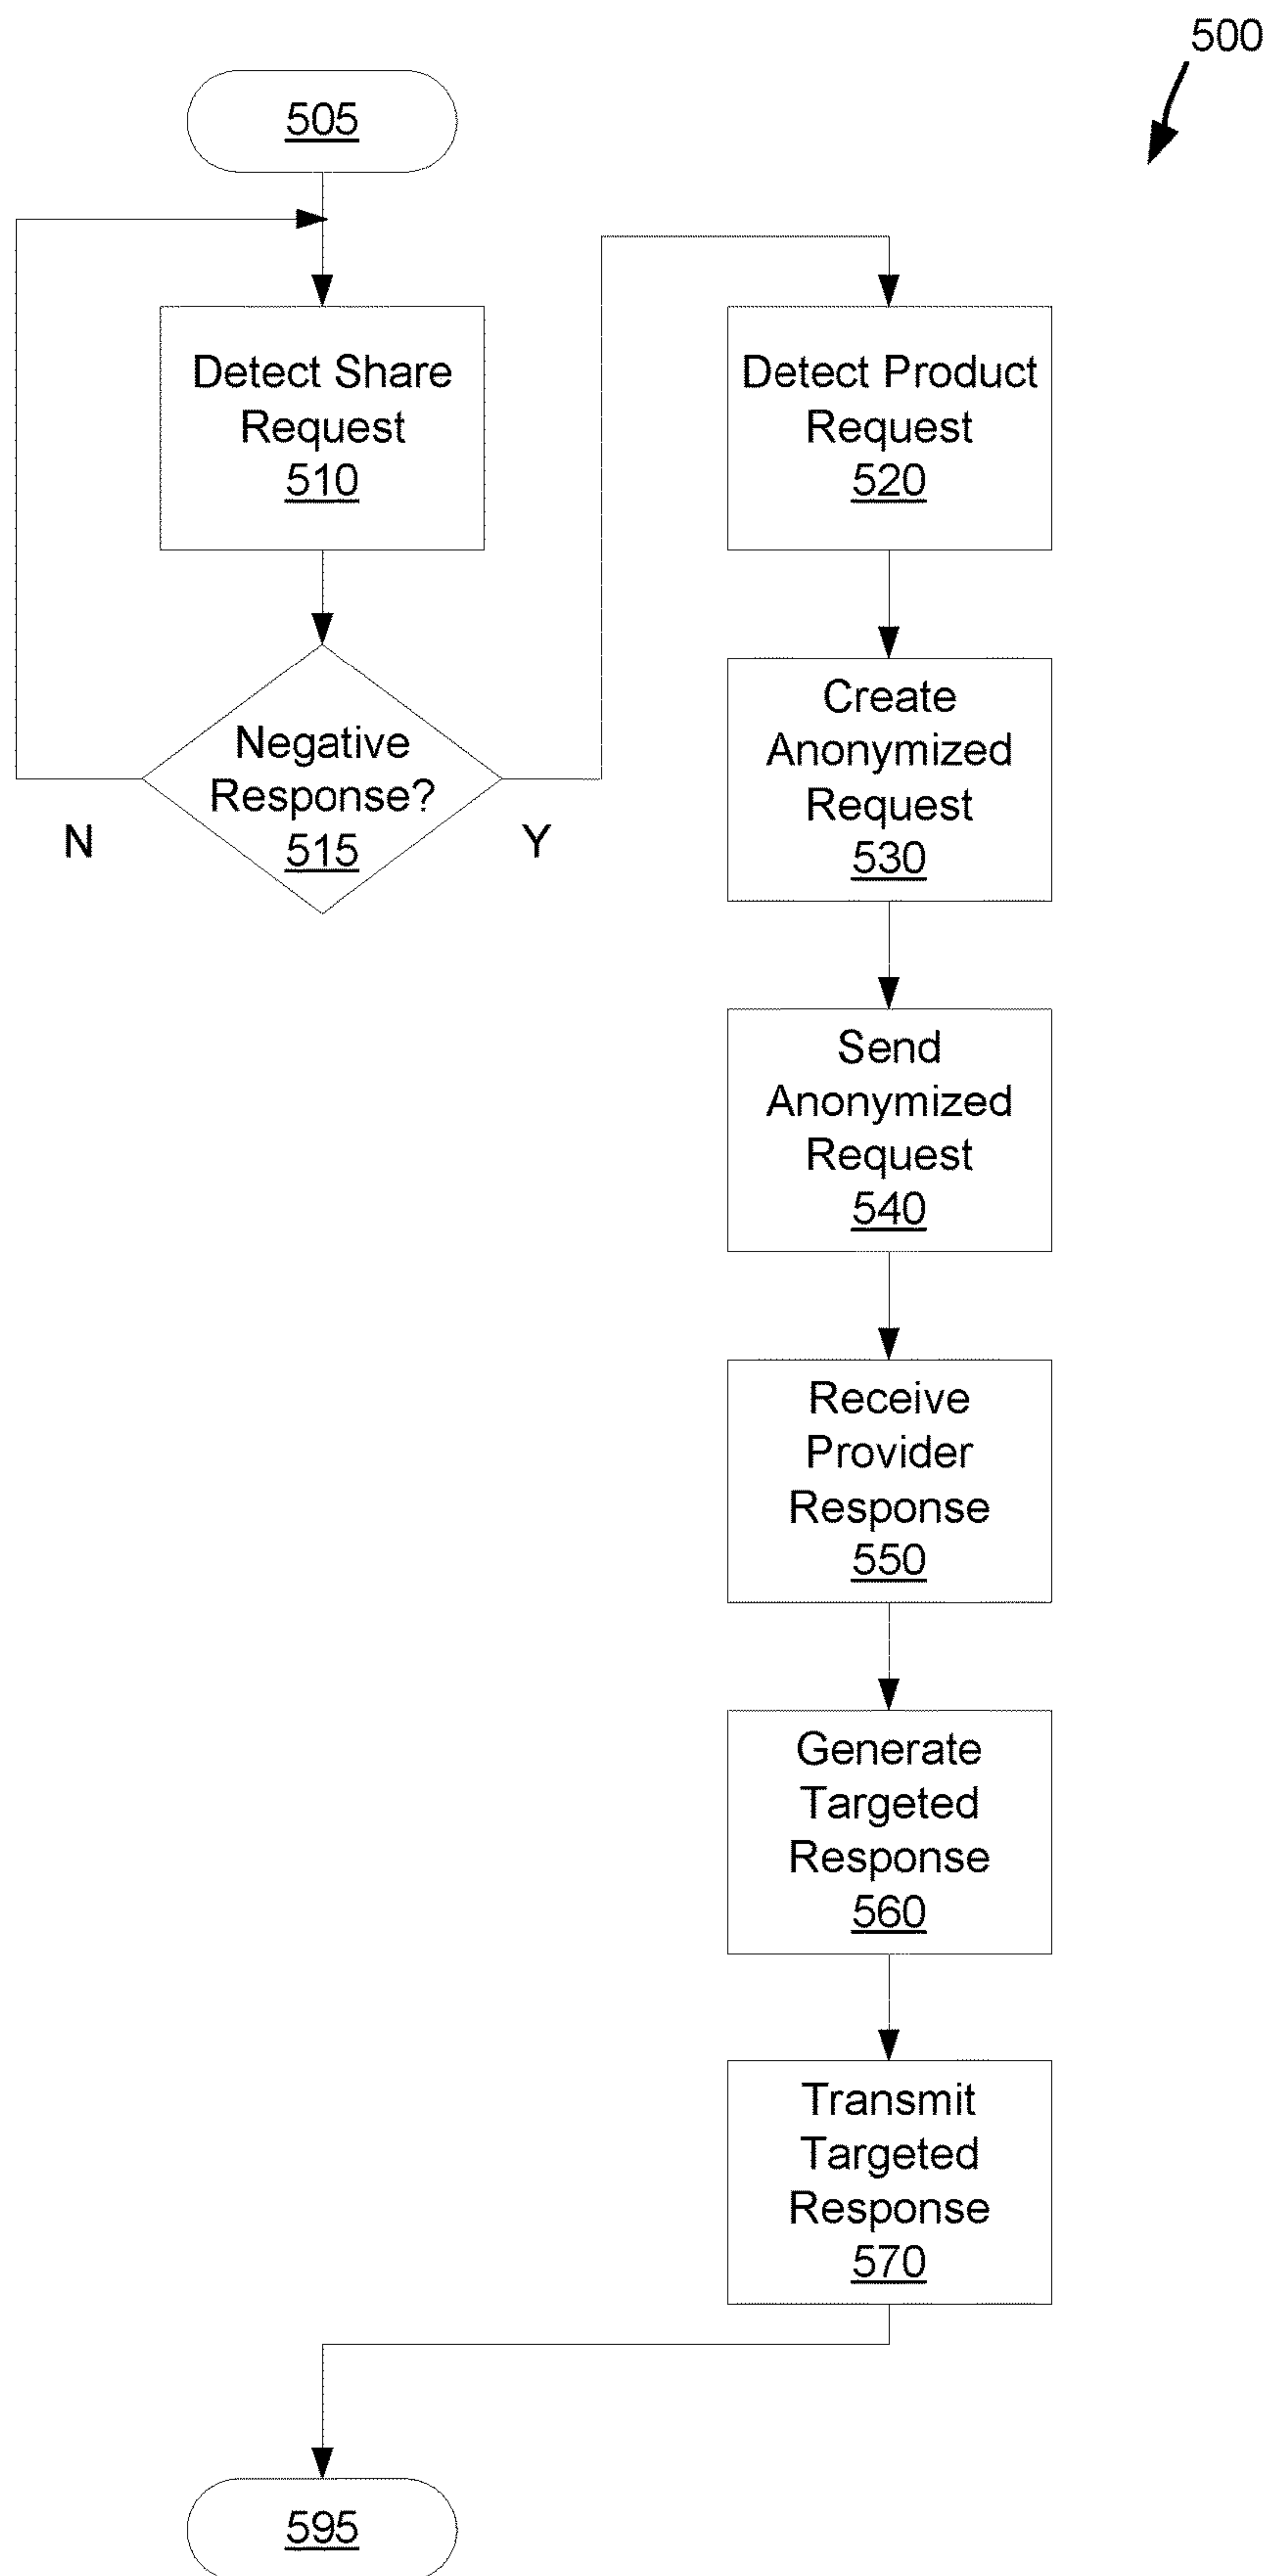 500
505
Detect Share
Request
510
Negative
Response?
515
N
Y
Detect Product
Request
520
Create
Anonymized
Request
530
Send
Anonymized
Request
540
Receive
Provider
Response
550
Generate
Targeted
Response
560
Transmit
Targeted
Response
570
595